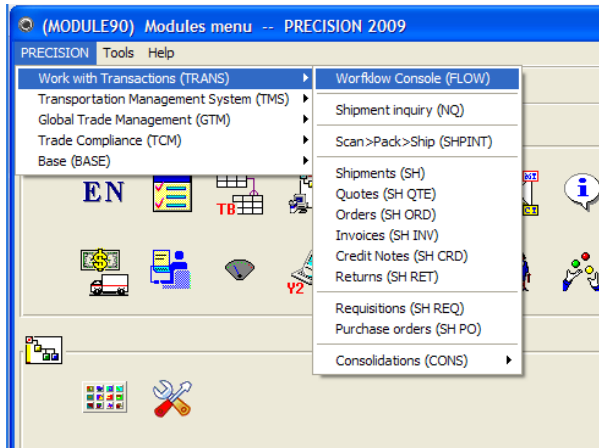 (MODULE90) Modules menu -- PRECISION 2009
PRECISION Tools Help
Work with Transactions (TRANS)
Transportation Management System (TMS)
Global Trade Management (GTM)
Trade Compliance (TCM)
Base (BASE)
Worfklow Console (FLOW)
Shipment inquiry (NQ)
Scan>Pack>Ship (SHPINT)
Shipments (SH)
Quotes (SH QTE)
Orders (SH ORD)
Invoices (SH INV)
Credit Notes (SH CRD)
Returns (SH RET)
Requisitions (SH REQ)
Purchase orders (SH PO)
Consolidations (CONS)
EN
TB
Y2